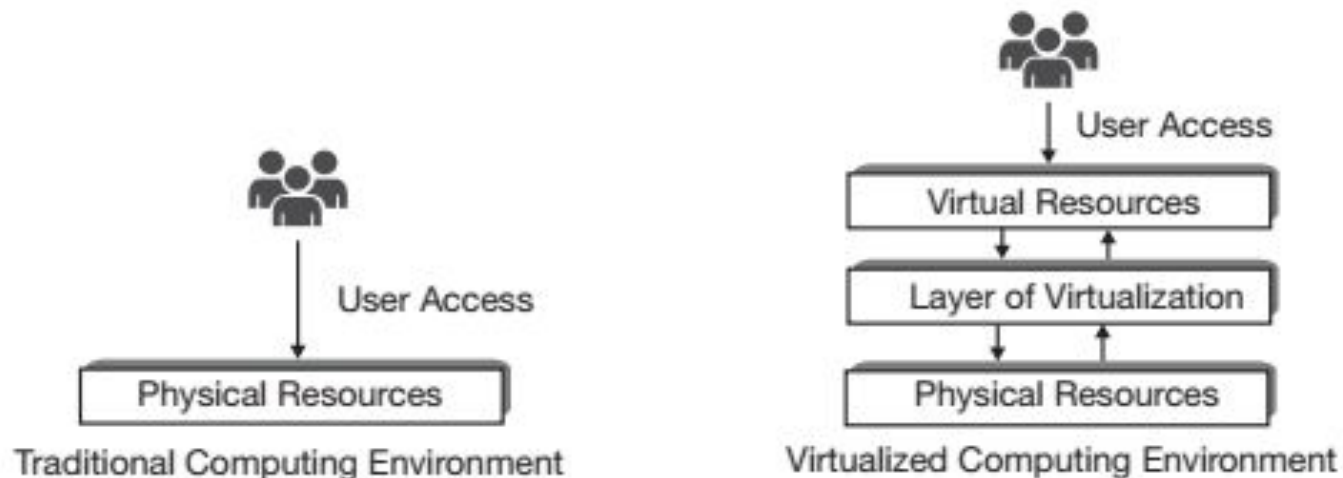 User Access
Physical Resources
Traditional Computing Environment
User Access
Virtual Resources
Layer of Virtualization
Physical Resources
Virtualized Computing Environment